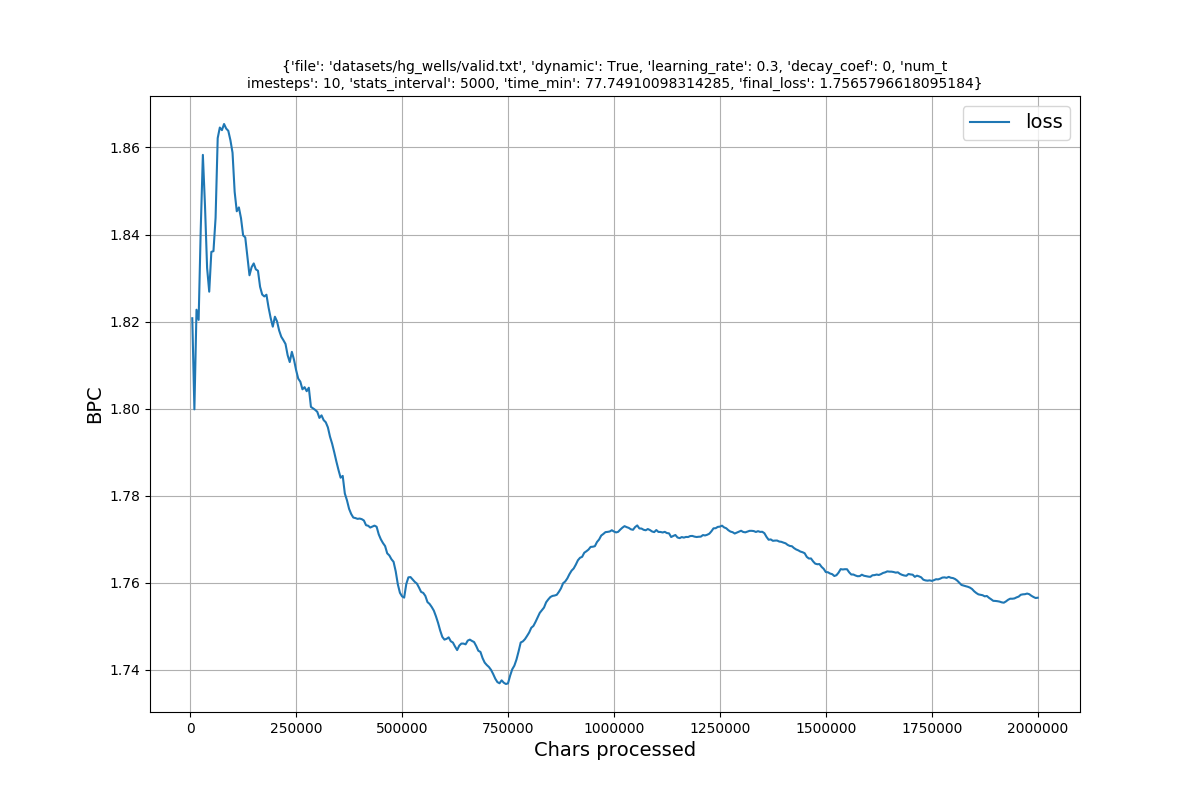 {'file': 'datasets/hg_wells/valid.txt', 'dynamic': True, 'learning_rate': 0.3, 'decay_coef': 0, 'num_t
imesteps': 10, 'stats_interval': 5000, 'time_min': 77.74910098314285, 'final_loss': 1.7565796618095184}
loss
1.86
1.84
1.82
1.80
1.78
1.76
1.74
BPC
0 250000 500000 750000 1000000 1250000 1500000 1750000 2000000
Chars processed